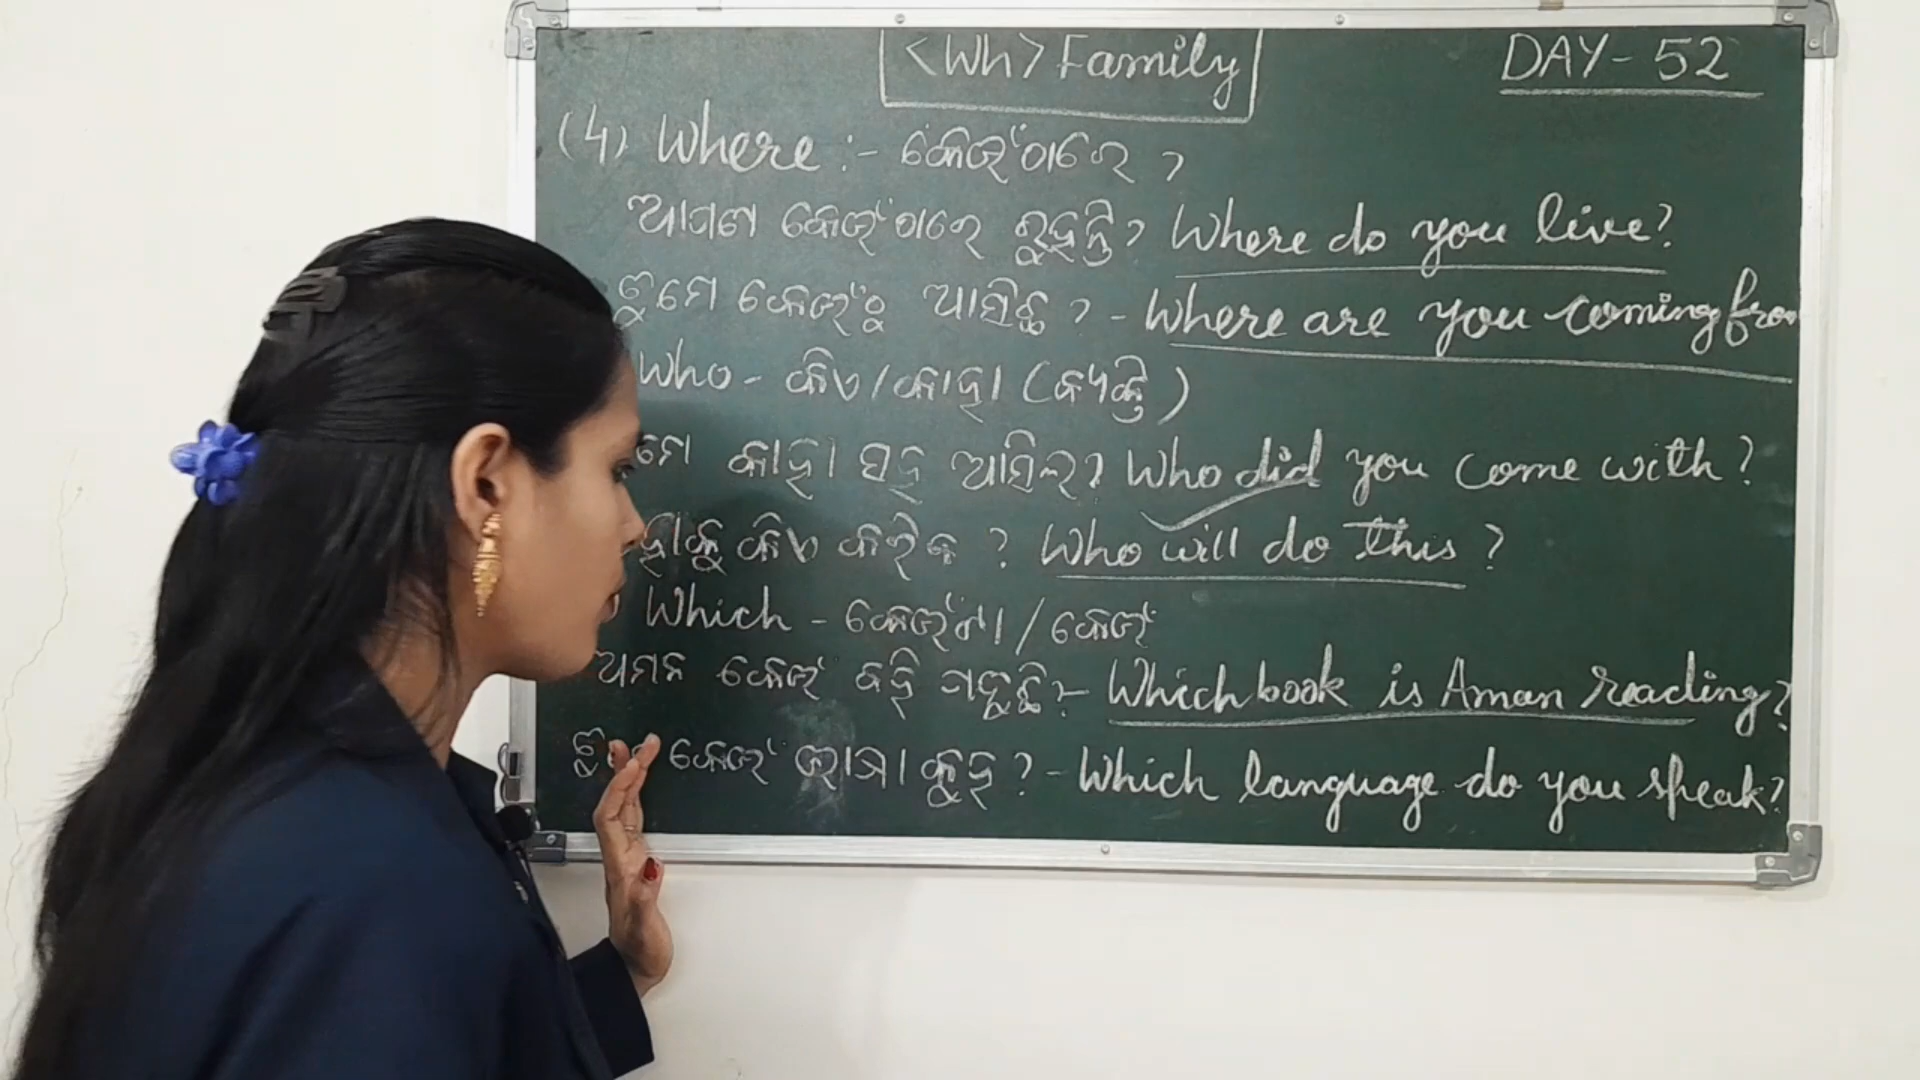 <Wh> Family
DAY - 52
(4) Where :- କେଉଁଠାରେ ?
ଆପଣ କେଉଁଠାରେ ରୁହନ୍ତି ? Where do you live?
ତୁମେ କେଉଁଠୁ ଆସିଛ ? - Where are you coming from
Who - କିଏ / କାହା (ବ୍ୟକ୍ତି)
ମେ କାହା ସହ ଆସିଲ ? Who did you come with ?
କିଏ କରିବ ? Who will do This ?
Which - କେଉଁଟା / କେଉଁ
ଅମନ କେଉଁ ବହି ପଢୁଛି ? - Which book is Aman reading ?
କେଉଁ ଭାଷା କୁହ ? - Which language do you speak?